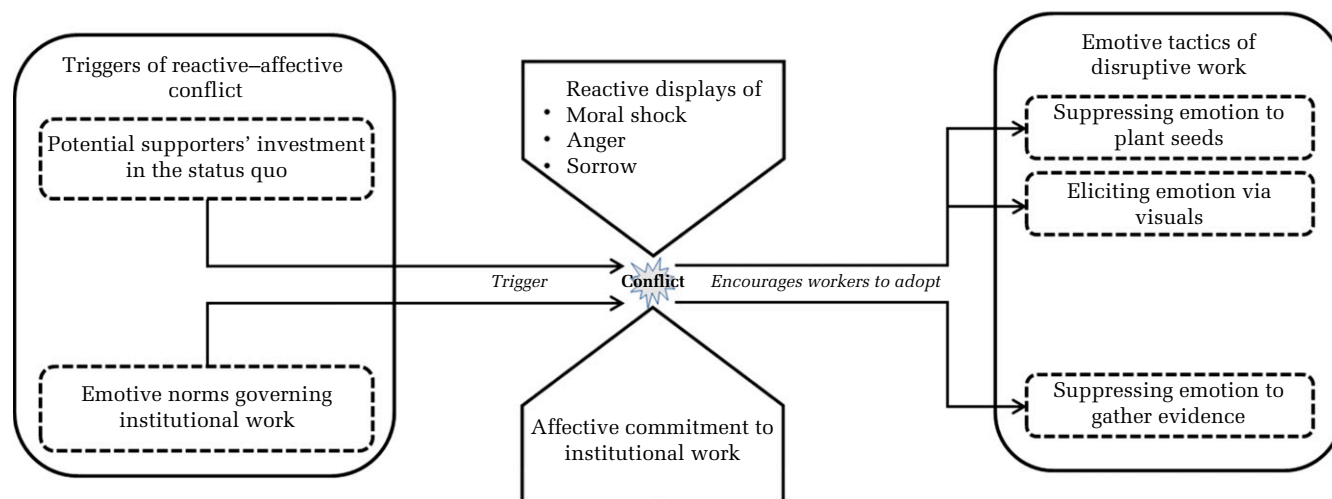 Triggers of reactive–affective
conflict
Potential supporters’ investment
in the status quo
Emotive norms governing
institutional work
Trigger
Reactive displays of
• Moral shock
• Anger
• Sorrow
Conflict
Affective commitment to
institutional work
Encourages workers to adopt
Emotive tactics of
disruptive work
Suppressing emotion to
plant seeds
Eliciting emotion via
visuals
Suppressing emotion to
gather evidence